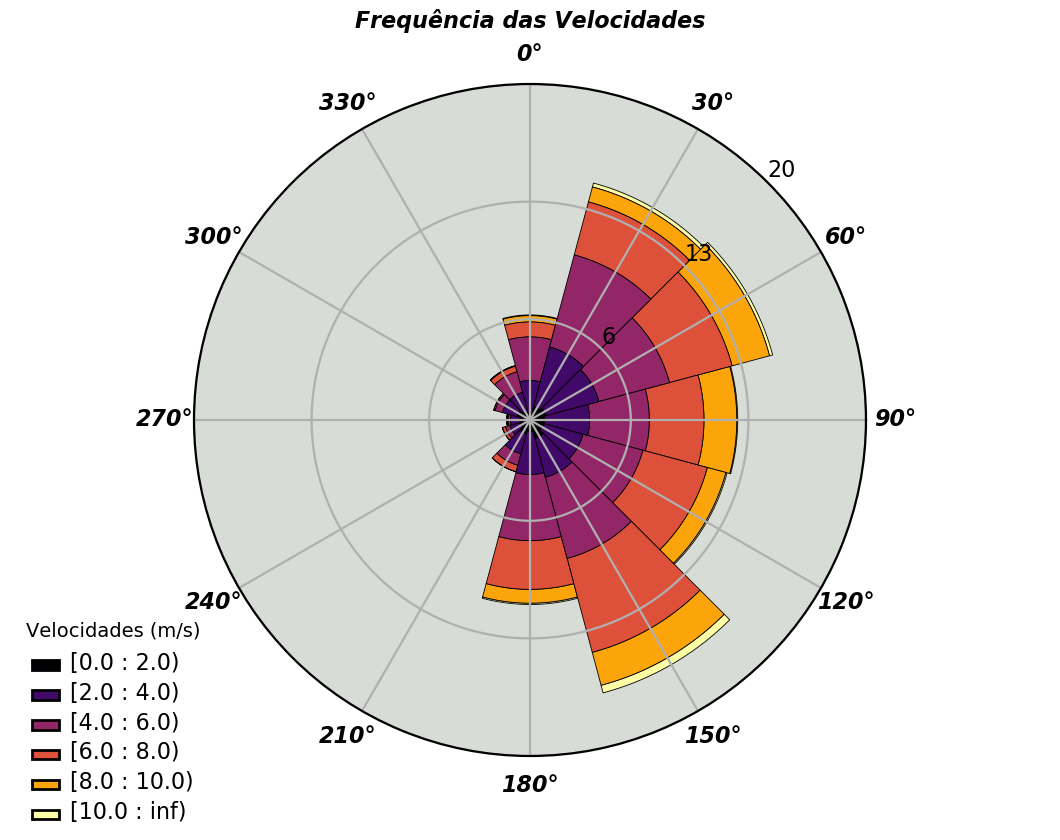 Frequência das Velocidades
0°
330°
30°
20
300°
60°
13
6
270°
90°
240°
120°
210°
150°
180°
Velocidades (m/s)
[0.0 : 2.0)
[2.0 : 4.0)
[4.0 : 6.0)
[6.0 : 8.0)
[8.0 : 10.0)
[10.0 : inf)